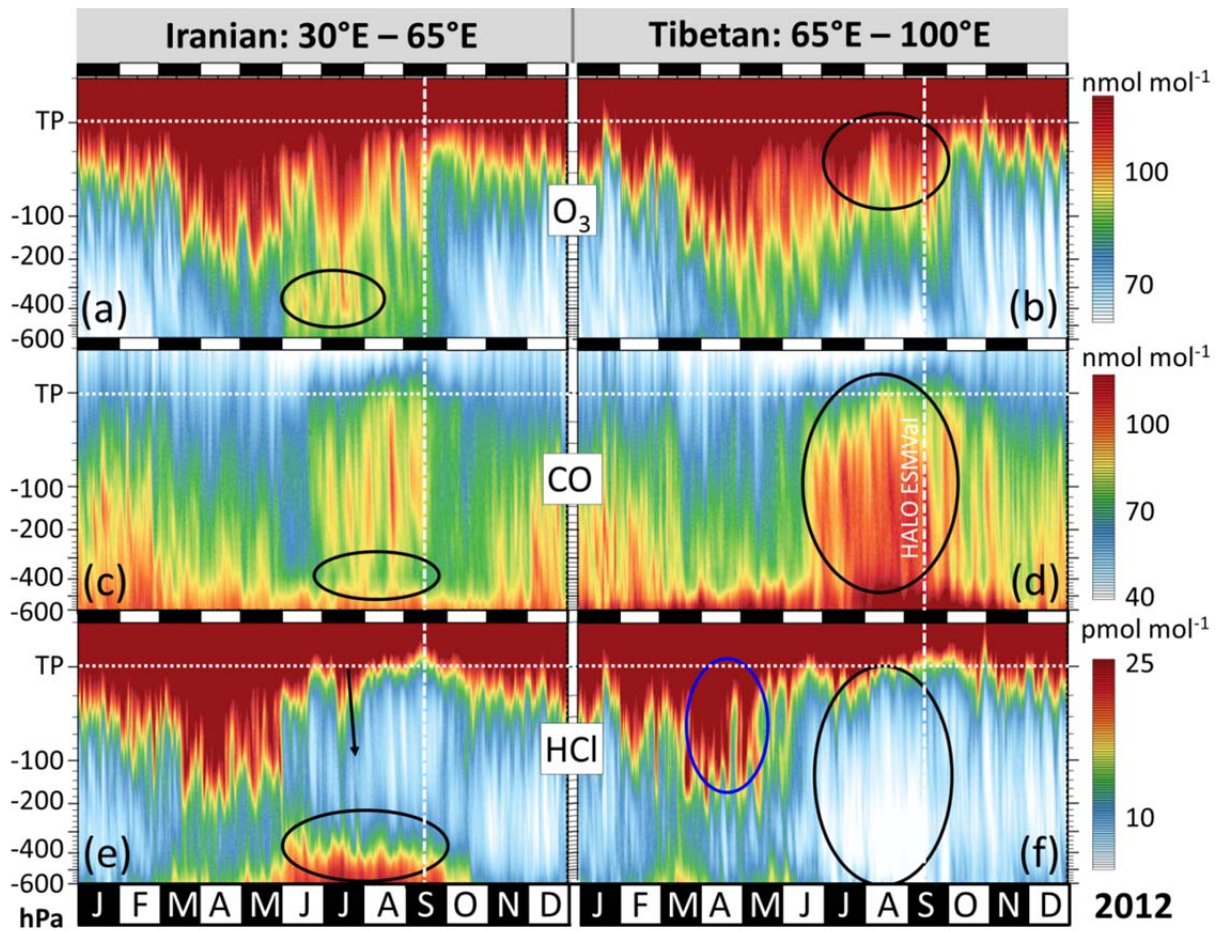 Iranian: 30°E – 65°E
Tibetan: 65°E – 100°E
nmol mol⁻¹
TP
100
-100
O₃
-200
70
-400
(a)
(b)
-600
nmol mol⁻¹
TP
100
HALO ESMVal
-100
CO
-200
70
-400
(c)
(d)
-600
40
pmol mol⁻¹
TP
25
-100
HCl
-200
10
-400
(e)
(f)
-600
hPa
J F M A M J J A S O N D
J F M A M J J A S O N D
2012